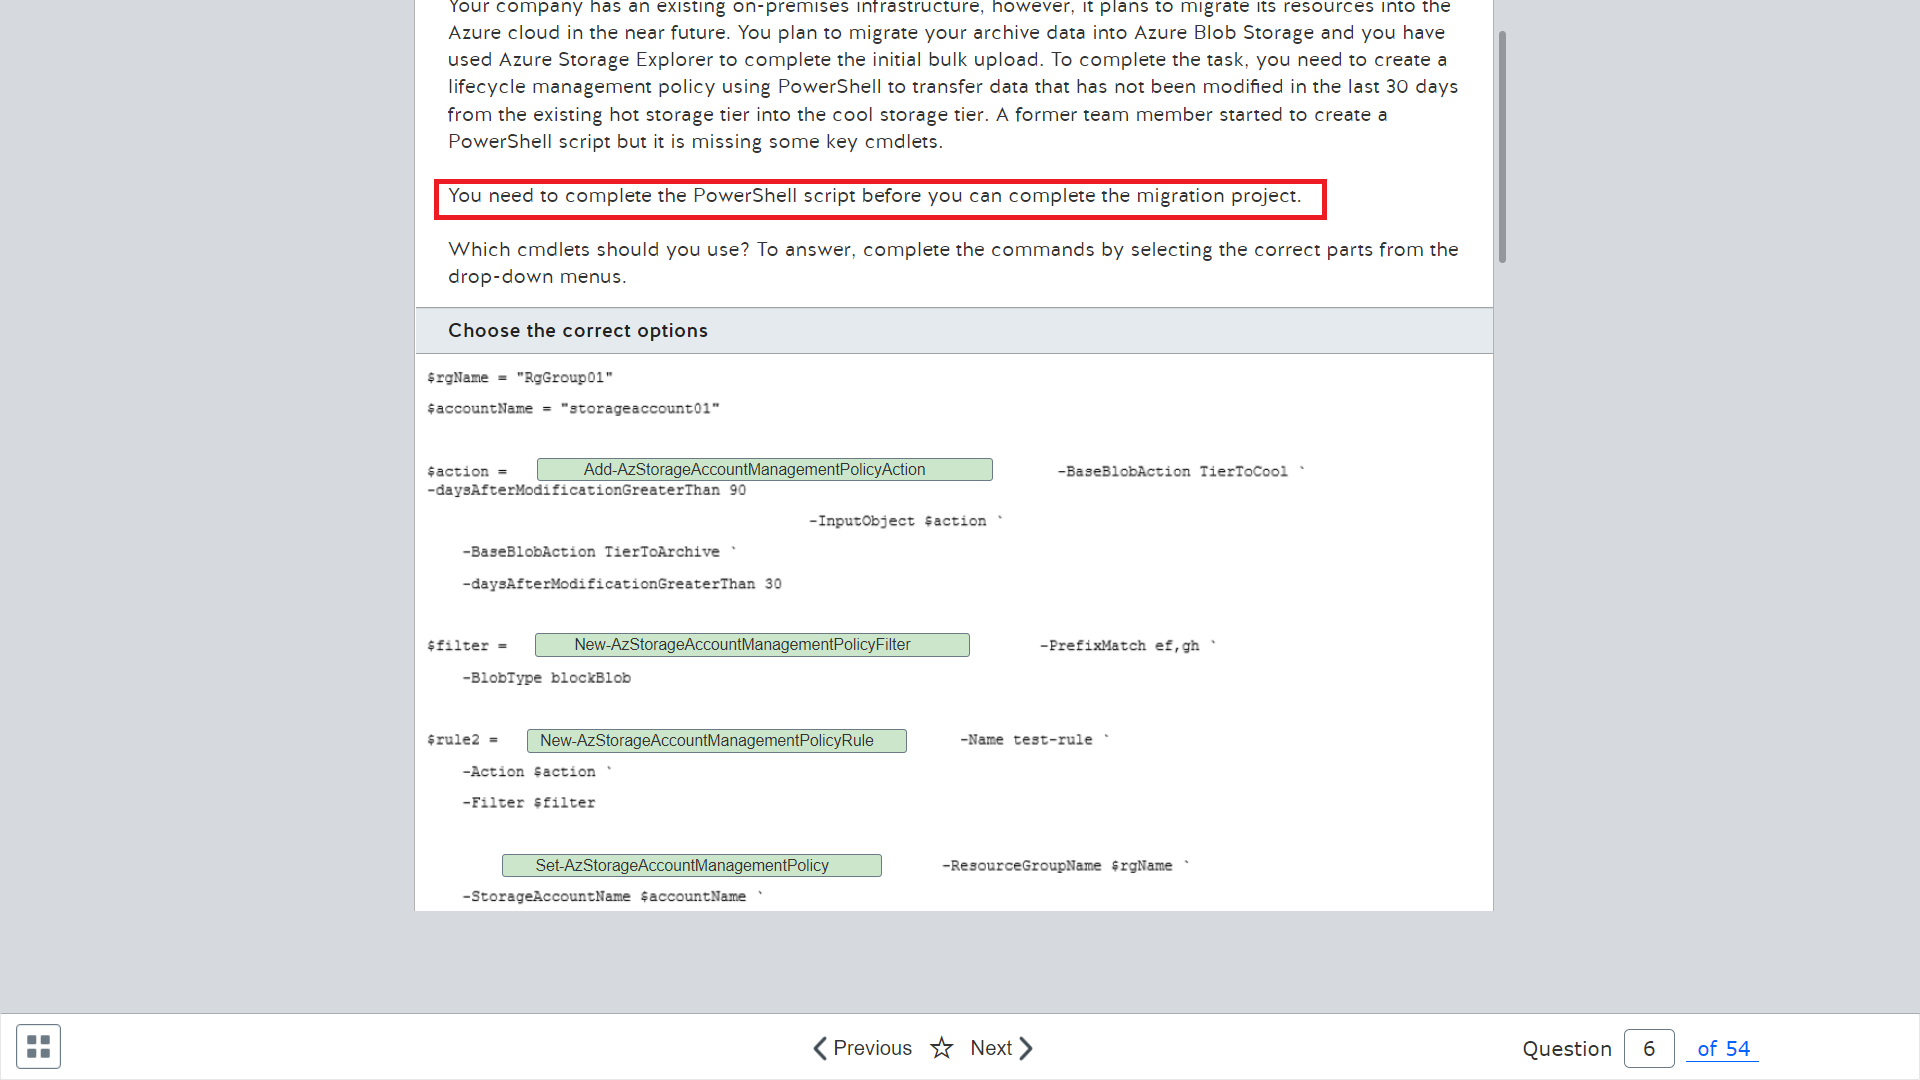 Your company has an existing on-premises infrastructure, however, it plans to migrate its resources into the
Azure cloud in the near future. You plan to migrate your archive data into Azure Blob Storage and you have
used Azure Storage Explorer to complete the initial bulk upload. To complete the task, you need to create a
lifecycle management policy using PowerShell to transfer data that has not been modified in the last 30 days
from the existing hot storage tier into the cool storage tier. A former team member started to create a
PowerShell script but it is missing some key cmdlets.
You need to complete the PowerShell script before you can complete the migration project.
Which cmdlets should you use? To answer, complete the commands by selecting the correct parts from the
drop-down menus.
Choose the correct options
$rgName = "RgGroup01"
$accountName = "storageaccount01"
$action = Add-AzStorageAccountManagementPolicyAction -BaseBlobAction TierToCool `
-daysAfterModificationGreaterThan 90
-InputObject $action `
-BaseBlobAction TierToArchive `
-daysAfterModificationGreaterThan 30
$filter = New-AzStorageAccountManagementPolicyFilter -PrefixMatch ef,gh `
-BlobType blockBlob
$rule2 = New-AzStorageAccountManagementPolicyRule -Name test-rule `
-Action $action `
-Filter $filter
Set-AzStorageAccountManagementPolicy -ResourceGroupName $rgName `
-StorageAccountName $accountName `
Previous Next Question 6 of 54